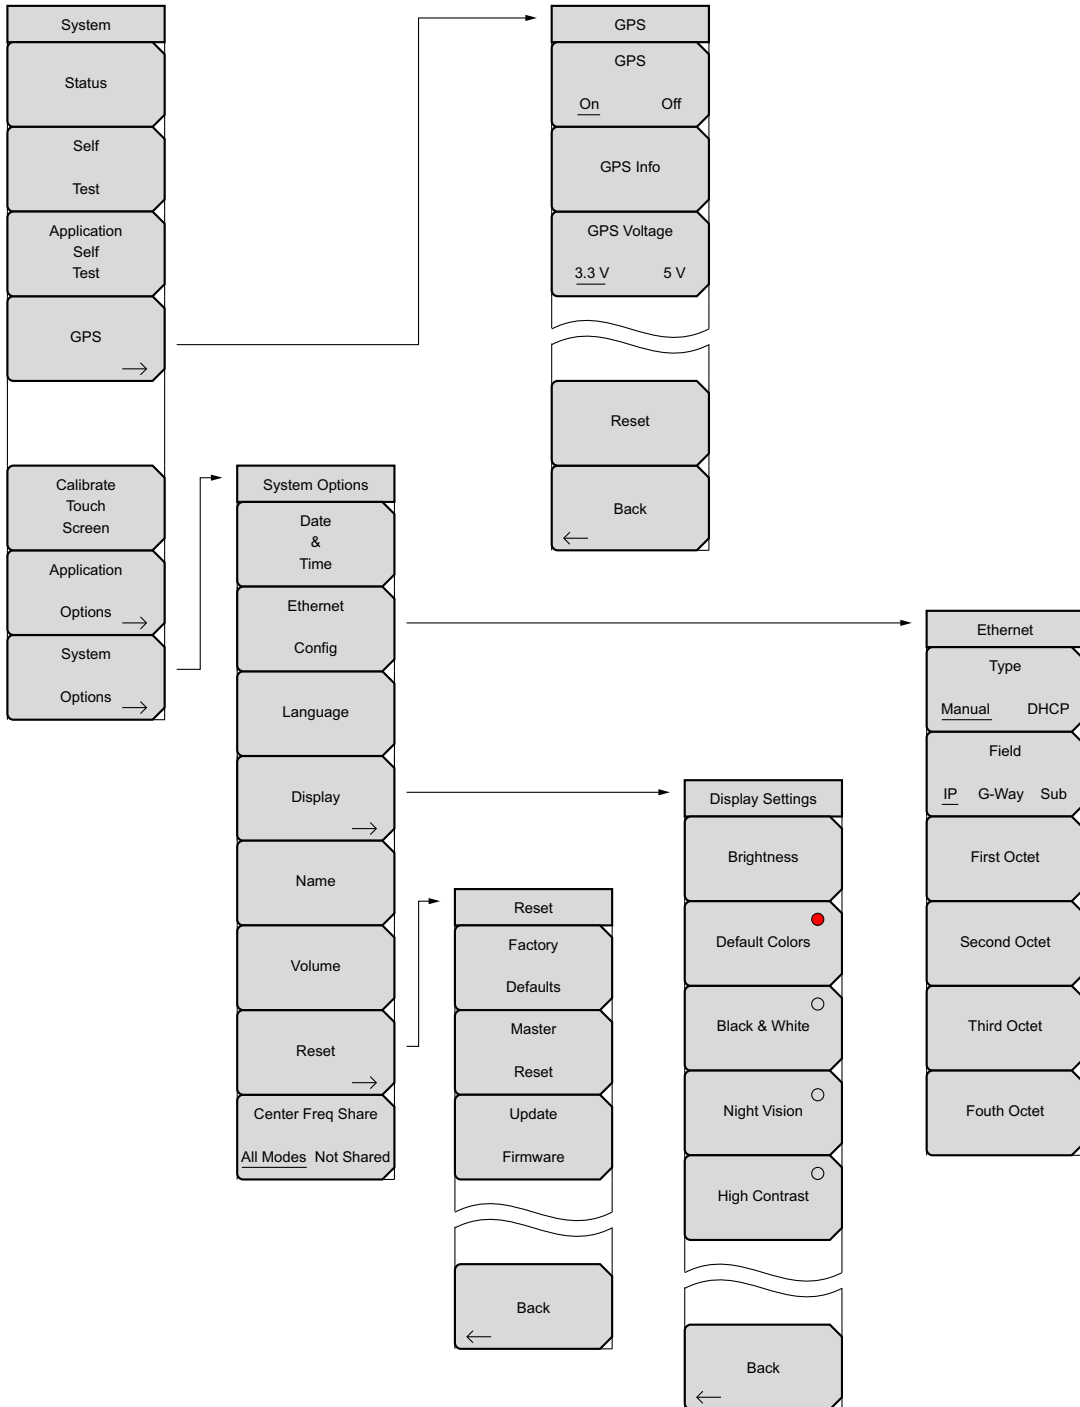 System
Status
Self
Test
Application
Self
Test
GPS
Calibrate
Touch
Screen
Application
Options
System
Options
GPS
GPS
On Off
GPS Info
GPS Voltage
3.3 V 5 V
Reset
Back
System Options
Date
&
Time
Ethernet
Config
Language
Display
Name
Volume
Reset
Center Freq Share
All Modes Not Shared
Reset
Factory
Defaults
Master
Reset
Update
Firmware
Back
Display Settings
Brightness
Default Colors
Black & White
Night Vision
High Contrast
Back
Ethernet
Type
Manual DHCP
Field
IP G-Way Sub
First Octet
Second Octet
Third Octet
Fouth Octet